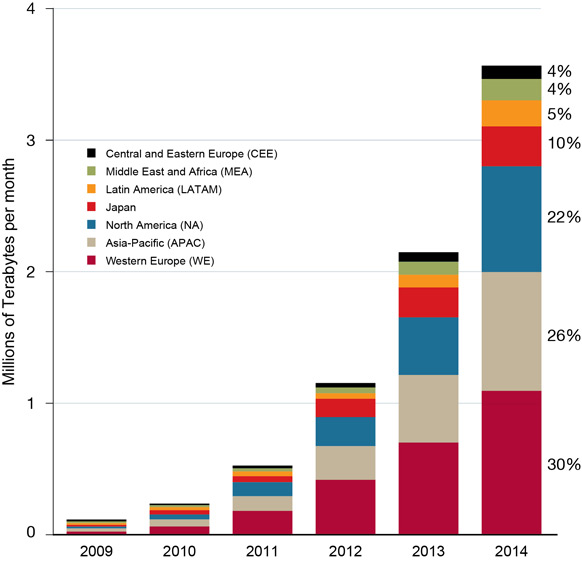 4
3
2
1
0
Millions of Terabytes per month
Central and Eastern Europe (CEE)
Middle East and Africa (MEA)
Latin America (LATAM)
Japan
North America (NA)
Asia-Pacific (APAC)
Western Europe (WE)
4%
4%
5%
10%
22%
26%
30%
2009 2010 2011 2012 2013 2014